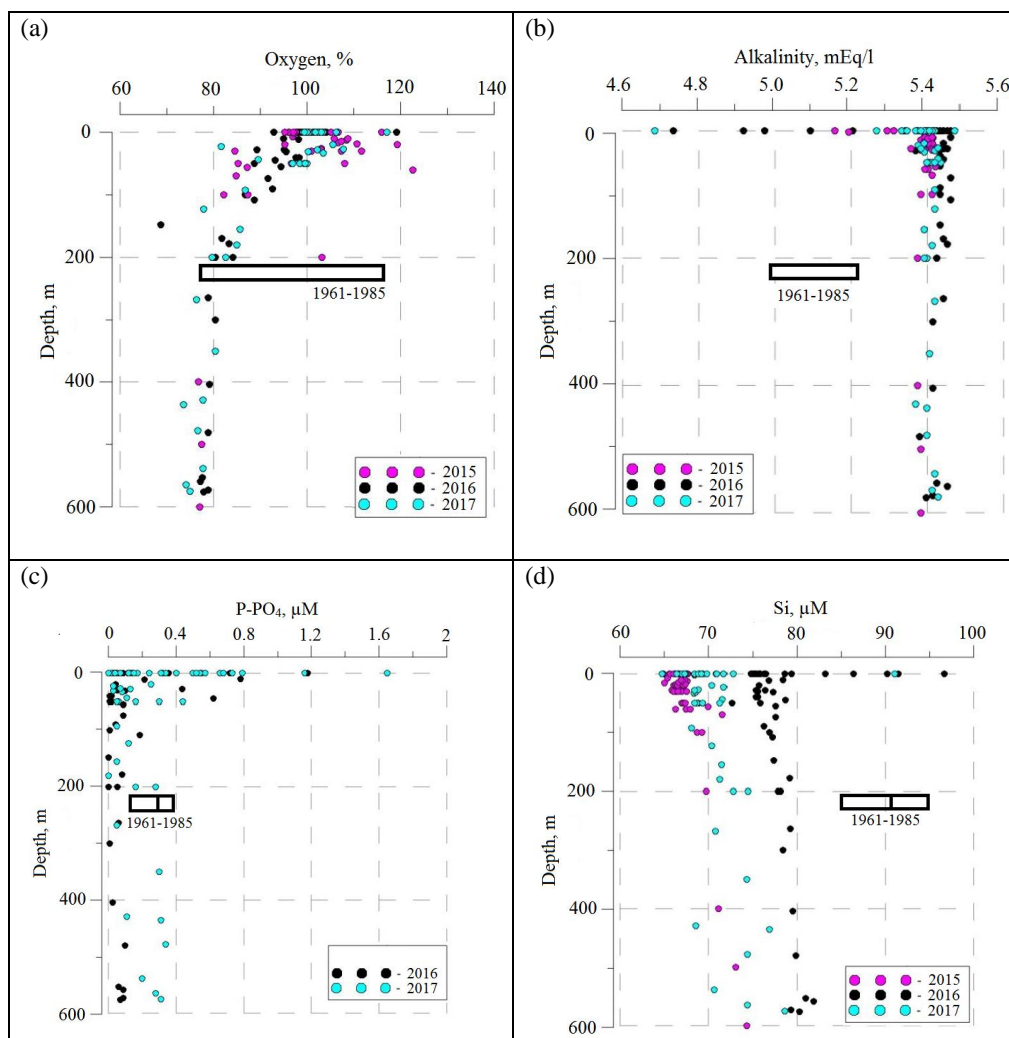 (a)
Oxygen, %
60 80 100 120 140
0
200
400
600
Depth, m
1961-1985
- 2015
- 2016
- 2017
(b)
Alkalinity, mEq/l
4.6 4.8 5.0 5.2 5.4 5.6
0
200
400
600
Depth, m
1961-1985
- 2015
- 2016
- 2017
(c)
P-PO₄, µM
0 0.4 0.8 1.2 1.6 2
0
200
400
600
Depth, m
1961-1985
- 2016
- 2017
(d)
Si, µM
60 70 80 90 100
0
200
400
600
Depth, m
1961-1985
- 2015
- 2016
- 2017